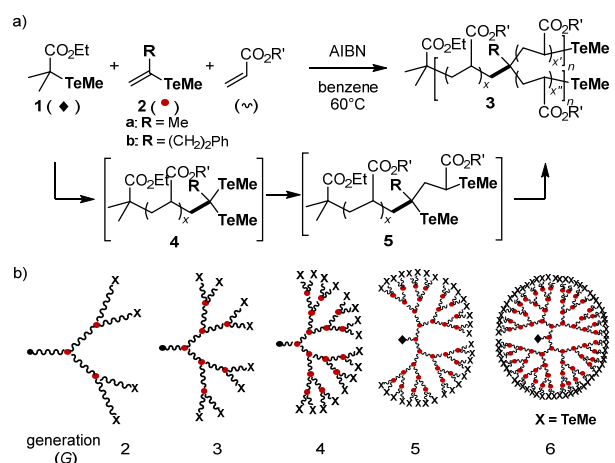 a)
CO₂Et
TeMe
1 (♦)
+
R
TeMe
2 (●)
a: R = Me
b: R = (CH₂)₂Ph
+
CO₂R'
(~)
AIBN
benzene
60°C
CO₂Et CO₂R' R CO₂R'
x x' TeMe n
x'' TeMe n
CO₂R'
3
CO₂Et CO₂R' R
x TeMe
TeMe
4
CO₂Et CO₂R' R CO₂R'
x TeMe
TeMe
5
b)
X X X X
X X X X X X X X
X X X X X X X X X X X X X X X X
X = TeMe
generation
(G) 2 3 4 5 6